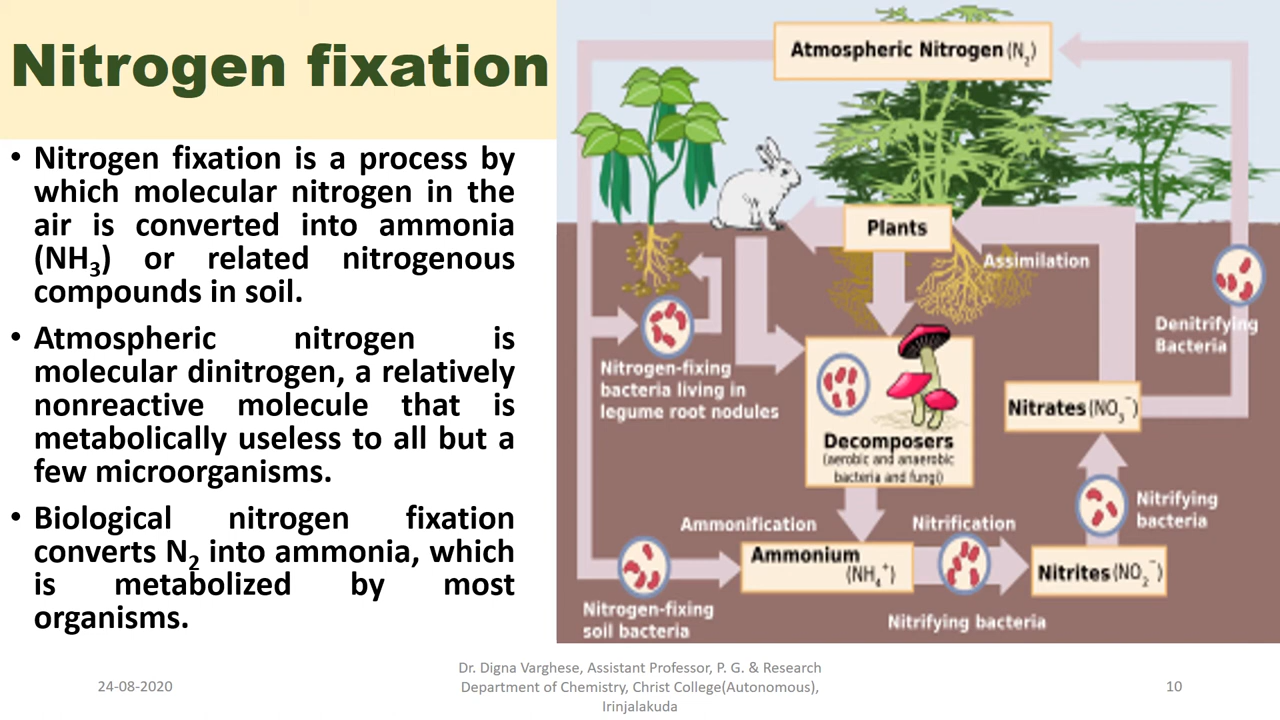 Nitrogen fixation
• Nitrogen fixation is a process by
which molecular nitrogen in the
air is converted into ammonia
(NH₃) or related nitrogenous
compounds in soil.
• Atmospheric nitrogen is
molecular dinitrogen, a relatively
nonreactive molecule that is
metabolically useless to all but a
few microorganisms.
• Biological nitrogen fixation
converts N₂ into ammonia, which
is metabolized by most
organisms.
Atmospheric Nitrogen (N₂)
Plants
Assimilation
Denitrifying
Bacteria
Nitrogen-fixing
bacteria living in
legume root nodules
Nitrates (NO₃⁻)
Decomposers
(aerobic and anaerobic
bacteria and fungi)
Nitrifying
bacteria
Ammonification
Nitrification
Ammonium
(NH₄⁺)
Nitrites (NO₂⁻)
Nitrogen-fixing
soil bacteria
Nitrifying bacteria
24-08-2020
Dr. Digna Varghese, Assistant Professor, P. G. & Research
Department of Chemistry, Christ College(Autonomous),
Irinjalakuda
10